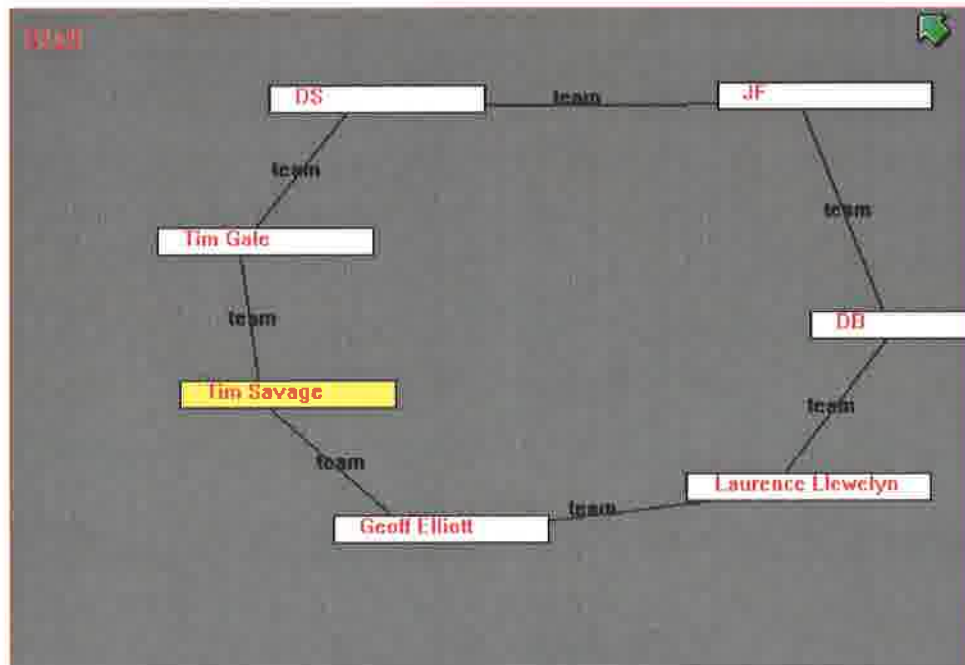 DS
team
JF
team
team
Tim Gale
team
DB
Tim Savage
team
team
Laurence Llewelyn
team
Geoff Elliott